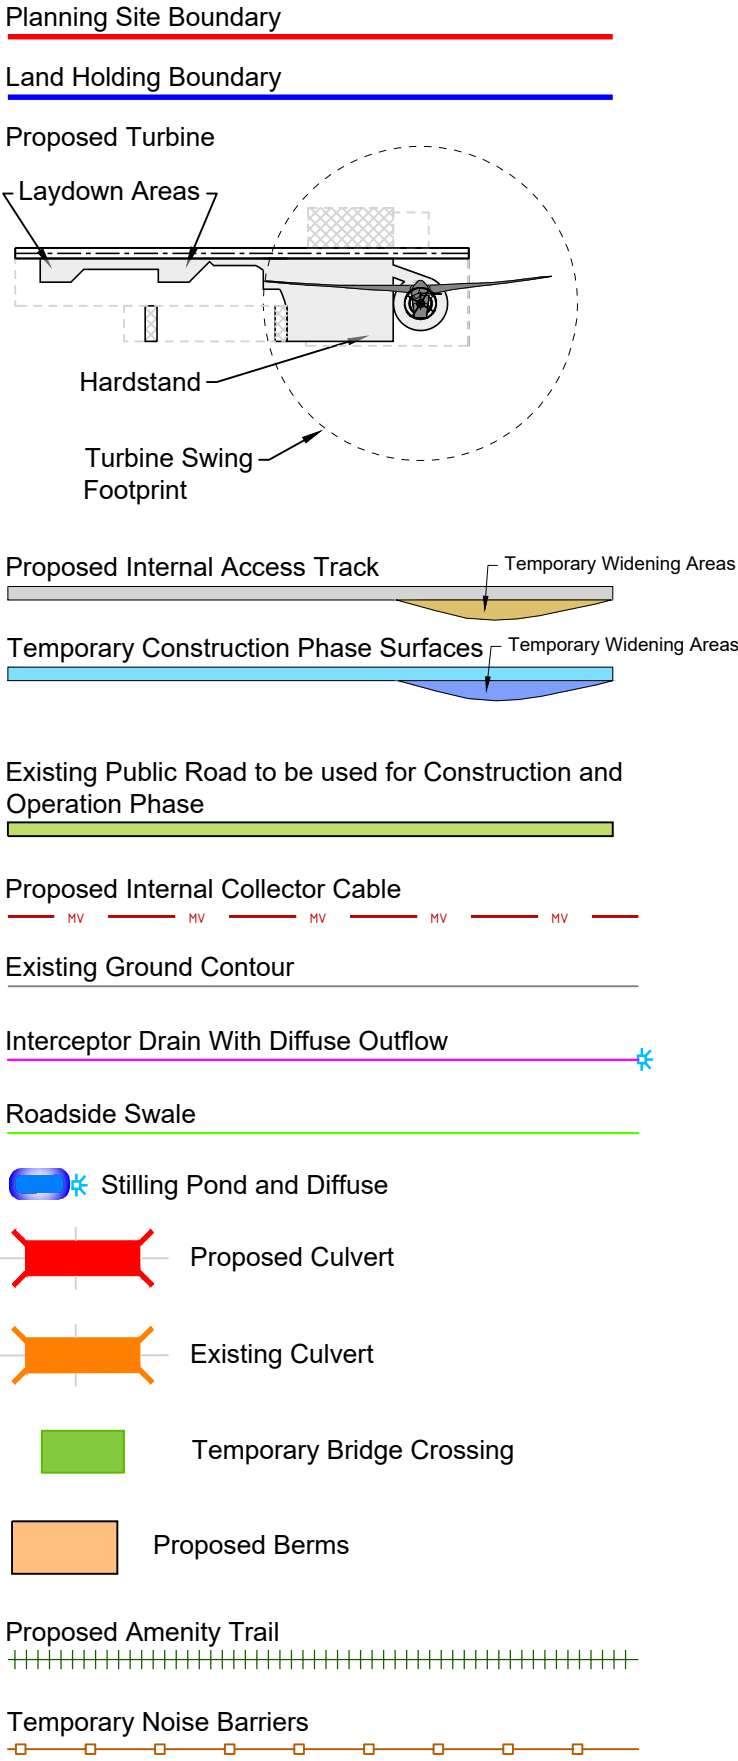 Planning Site Boundary
Land Holding Boundary
Proposed Turbine
Laydown Areas
Hardstand
Turbine Swing
Footprint
Proposed Internal Access Track
Temporary Widening Areas
Temporary Construction Phase Surfaces
Temporary Widening Areas
Existing Public Road to be used for Construction and
Operation Phase
Proposed Internal Collector Cable
MV MV MV MV MV
Existing Ground Contour
Interceptor Drain With Diffuse Outflow
Roadside Swale
Stilling Pond and Diffuse
Proposed Culvert
Existing Culvert
Temporary Bridge Crossing
Proposed Berms
Proposed Amenity Trail
Temporary Noise Barriers